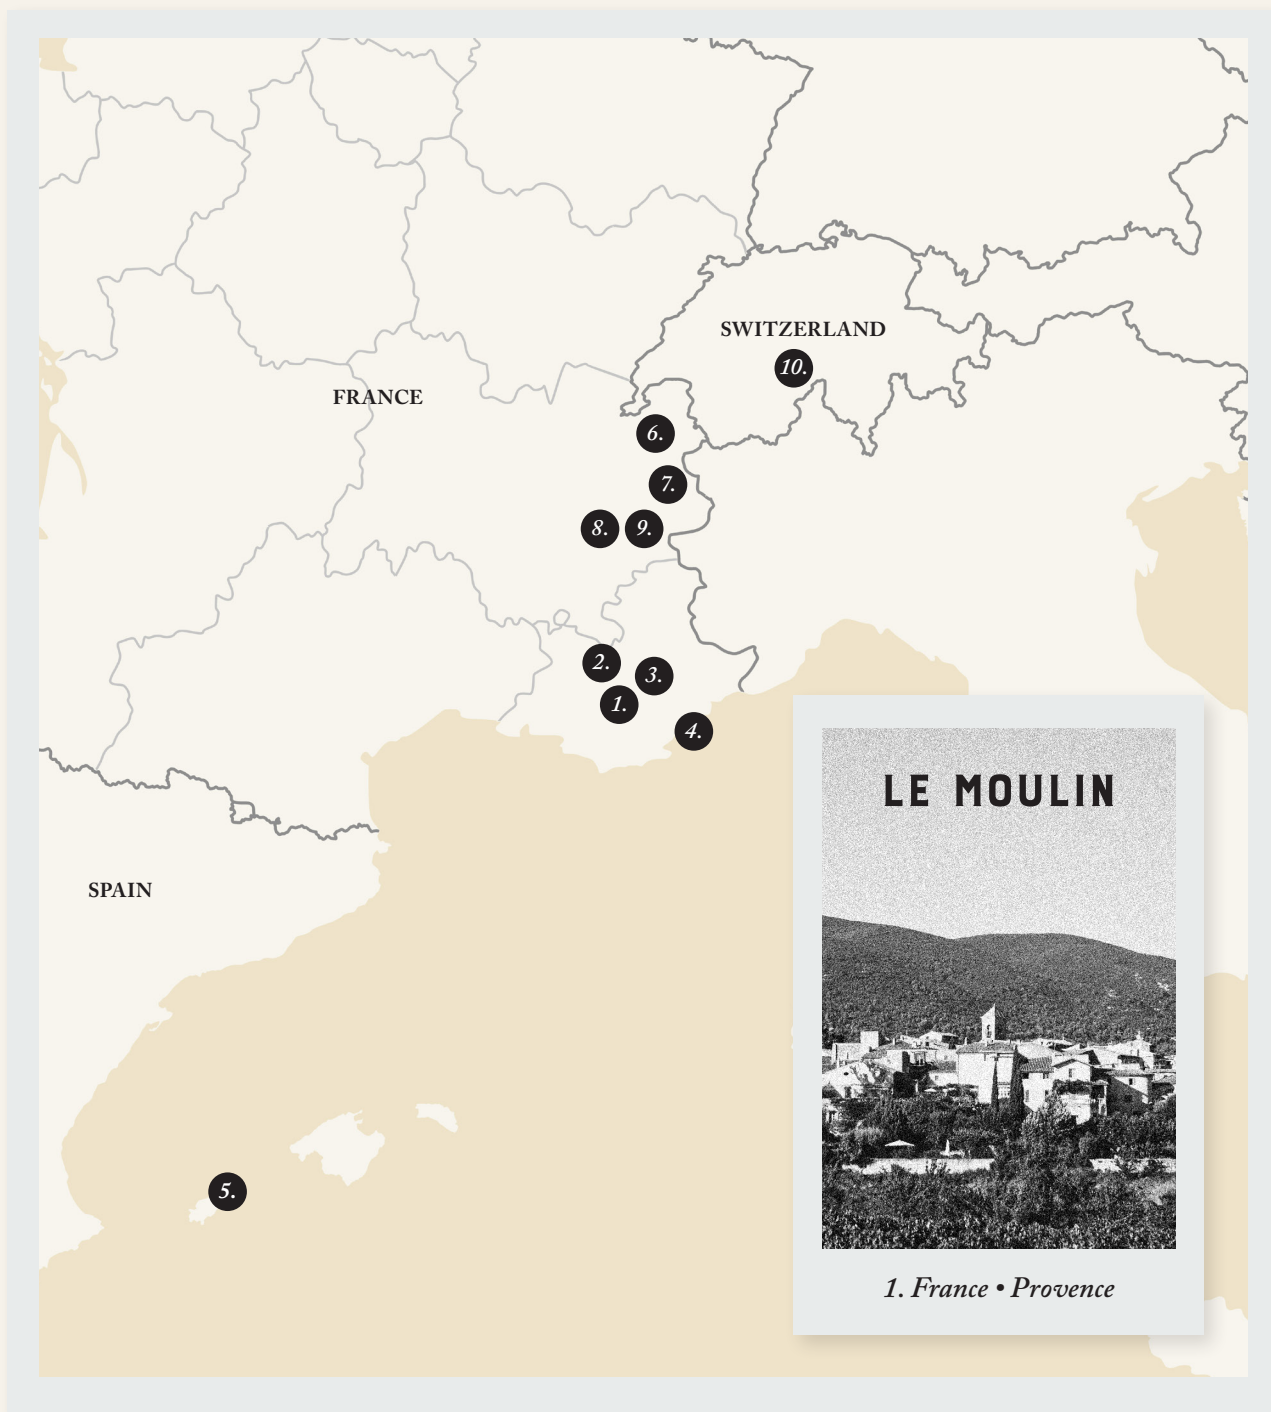 SWITZERLAND
10.
FRANCE
6.
7.
8.
9.
2.
3.
1.
4.
LE MOULIN
SPAIN
5.
1. France • Provence